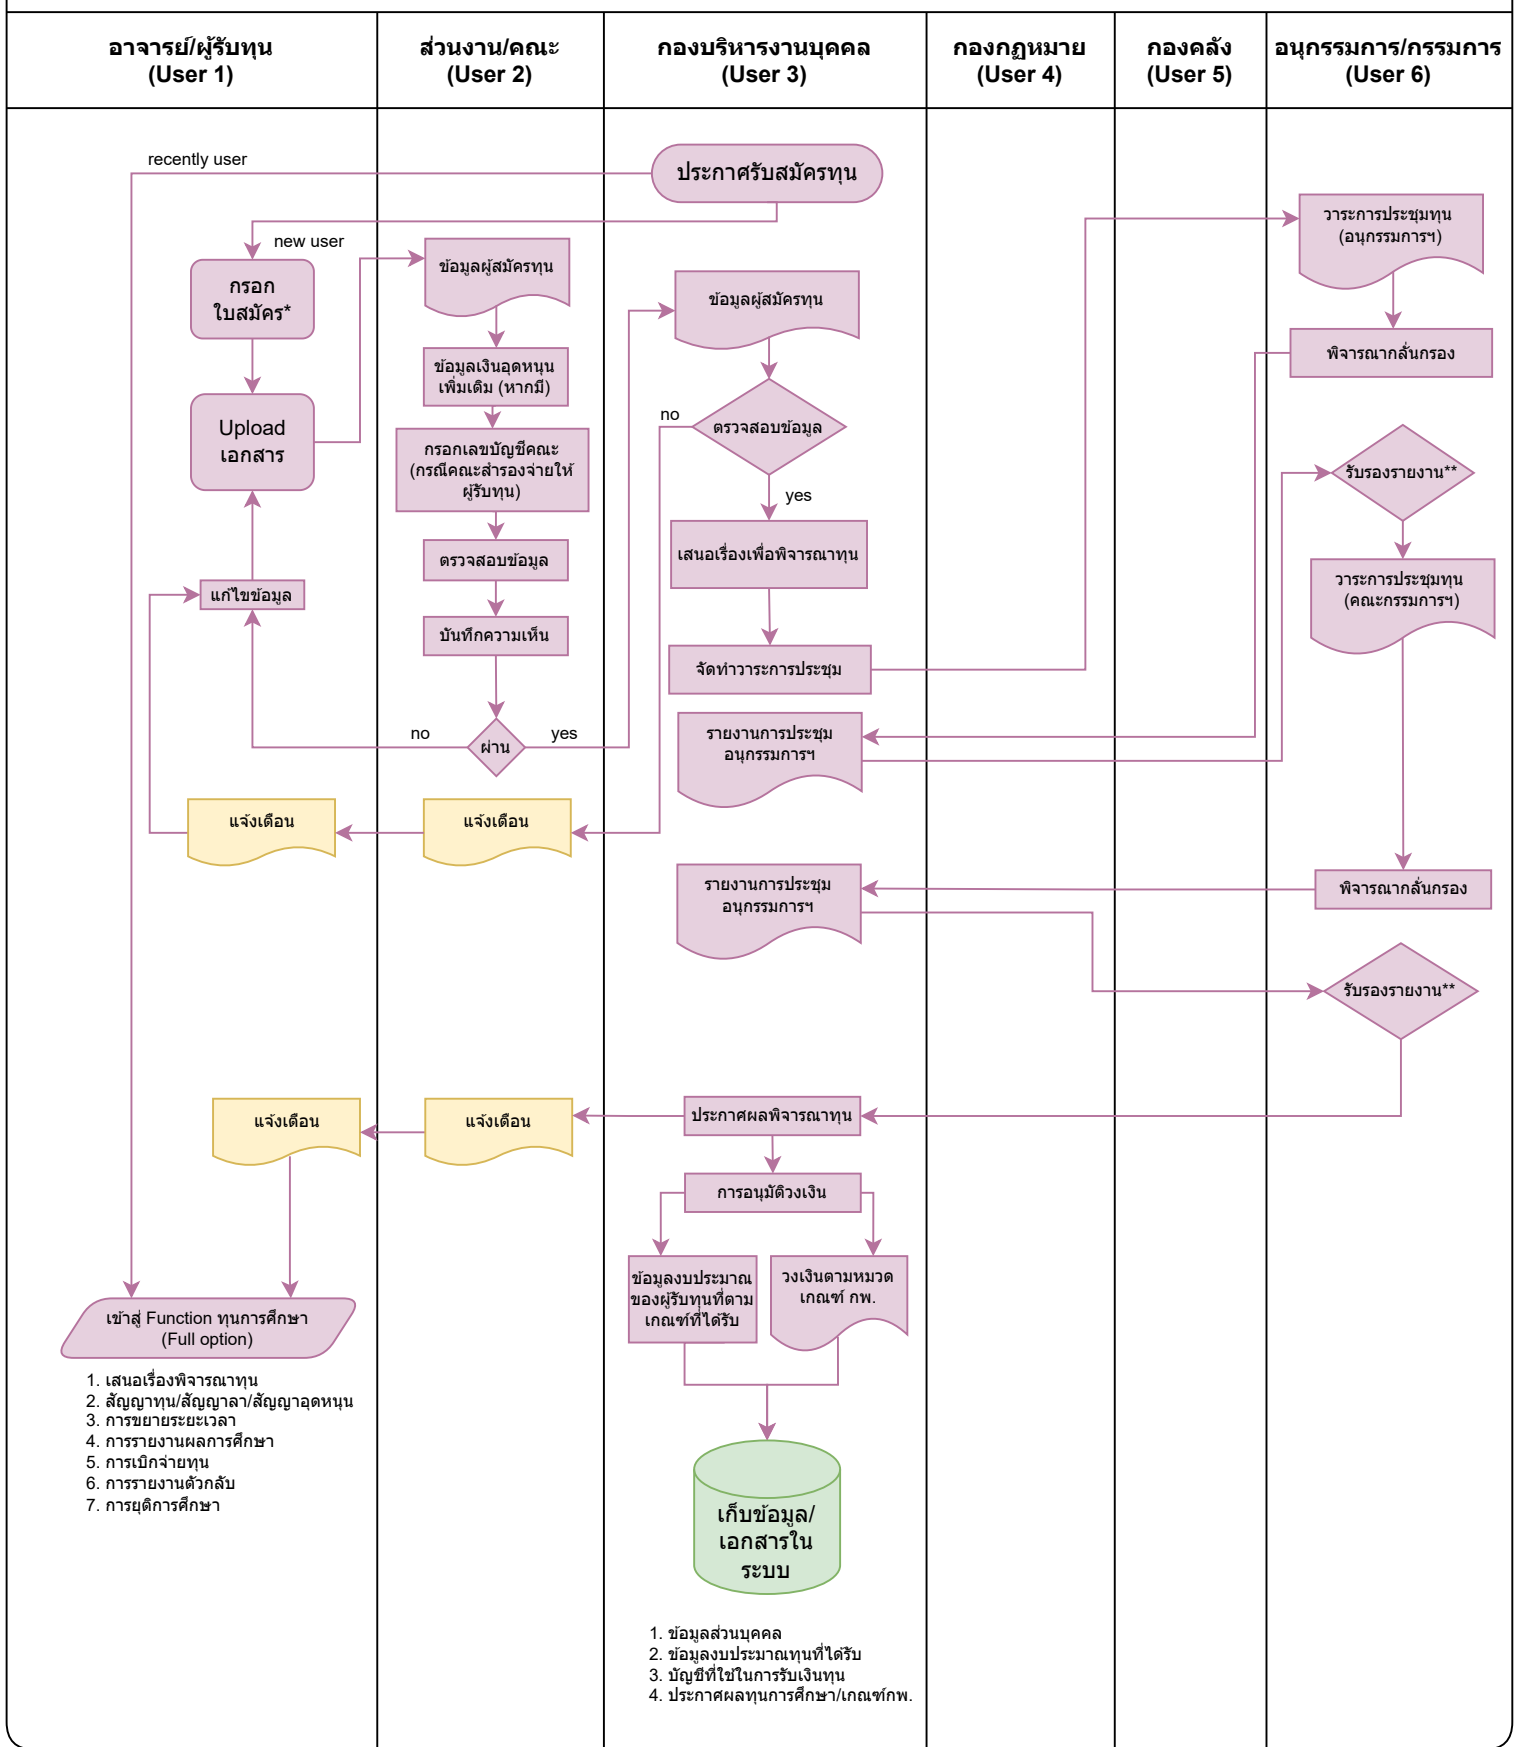 อาจารย์/ผู้รับทุน
(User 1)
ส่วนงาน/คณะ
(User 2)
กองบริหารงานบุคคล
(User 3)
กองกฏหมาย
(User 4)
กองคลัง
(User 5)
อนุกรรมการ/กรรมการ
(User 6)
recently user
ประกาศรับสมัครทุน
new user
กรอก
ใบสมัคร*
Upload
เอกสาร
แก้ไขข้อมูล
ข้อมูลผู้สมัครทุน
ข้อมูลเงินอุดหนุน
เพิ่มเติม (หากมี)
กรอกเลขบัญชีคณะ
(กรณีคณะสำรองจ่ายให้
ผู้รับทุน)
ตรวจสอบข้อมูล
บันทึกความเห็น
no
ผ่าน
yes
ข้อมูลผู้สมัครทุน
no
ตรวจสอบข้อมูล
yes
เสนอเรื่องเพื่อพิจารณาทุน
จัดทำวาระการประชุม
วาระการประชุมทุน
(อนุกรรมการฯ)
พิจารณากลั่นกรอง
รายงานการประชุม
อนุกรรมการฯ
รับรองรายงาน**
วาระการประชุมทุน
(คณะกรรมการฯ)
แจ้งเตือน
แจ้งเตือน
รายงานการประชุม
อนุกรรมการฯ
พิจารณากลั่นกรอง
รับรองรายงาน**
แจ้งเตือน
แจ้งเตือน
ประกาศผลพิจารณาทุน
การอนุมัติวงเงิน
ข้อมูลงบประมาณ
ของผู้รับทุนที่ตาม
เกณฑ์ที่ได้รับ
วงเงินตามหมวด
เกณฑ์ กพ.
เข้าสู่ Function ทุนการศึกษา
(Full option)
1. เสนอเรื่องพิจารณาทุน
2. สัญญาทุน/สัญญาลา/สัญญาอุดหนุน
3. การขยายระยะเวลา
4. การรายงานผลการศึกษา
5. การเบิกจ่ายทุน
6. การรายงานตัวกลับ
7. การยุติการศึกษา
เก็บข้อมูล/
เอกสารใน
ระบบ
1. ข้อมูลส่วนบุคคล
2. ข้อมูลงบประมาณทุนที่ได้รับ
3. บัญชีที่ใช้ในการรับเงินทุน
4. ประกาศผลทุนการศึกษา/เกณฑ์กพ.